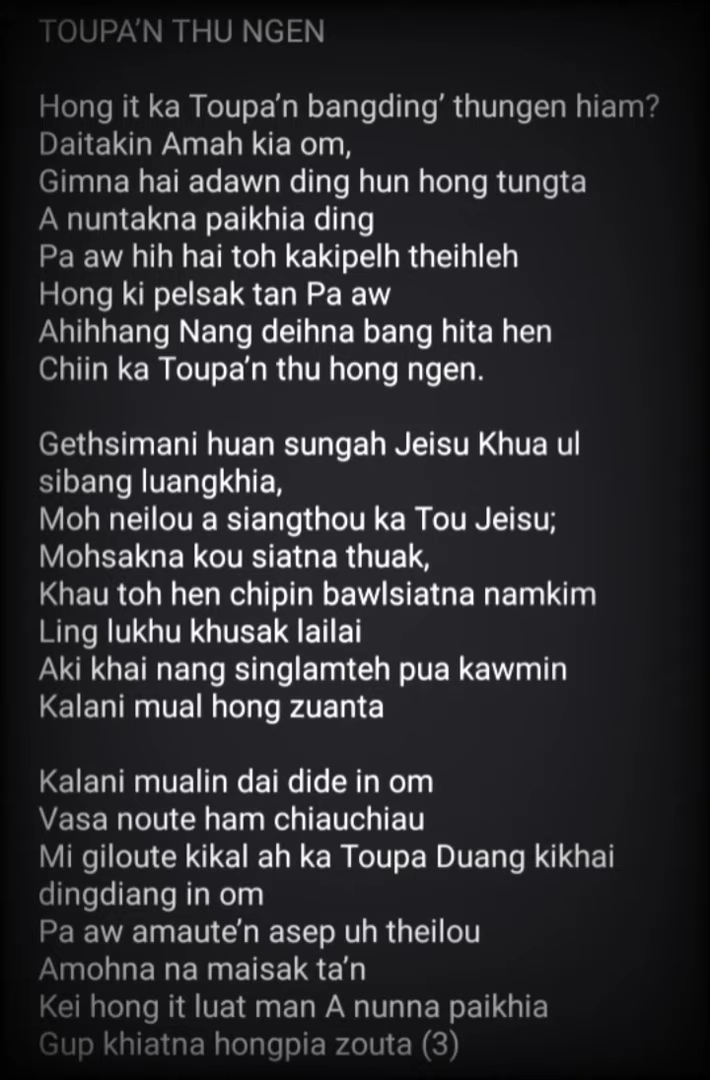 TOUPA'N THU NGEN
Hong it ka Toupa'n bangding' thungen hiam?
Daitakin Amah kia om,
Gimna hai adawn ding hun hong tungta
A nuntakna paikhia ding
Pa aw hih hai toh kakipelh theihleh
Hong ki pelsak tan Pa aw
Ahihhang Nang deihna bang hita hen
Chiin ka Toupa'n thu hong ngen.
Gethsimani huan sungah Jeisu Khua ul
sibang luangkhia,
Moh neilou a siangthou ka Tou Jeisu;
Mohsakna kou siatna thuak,
Khau toh hen chipin bawlsiatna namkim
Ling lukhu khusak lailai
Aki khai nang singlamteh pua kawmin
Kalani mual hong zuanta
Kalani mualin dai dide in om
Vasa noute ham chiauchiau
Mi giloute kikal ah ka Toupa Duang kikhai
dingdiang in om
Pa aw amaute'n asep uh theilou
Amohna na maisak ta'n
Kei hong it luat man A nunna paikhia
Gup khiatna hongpia zouta (3)